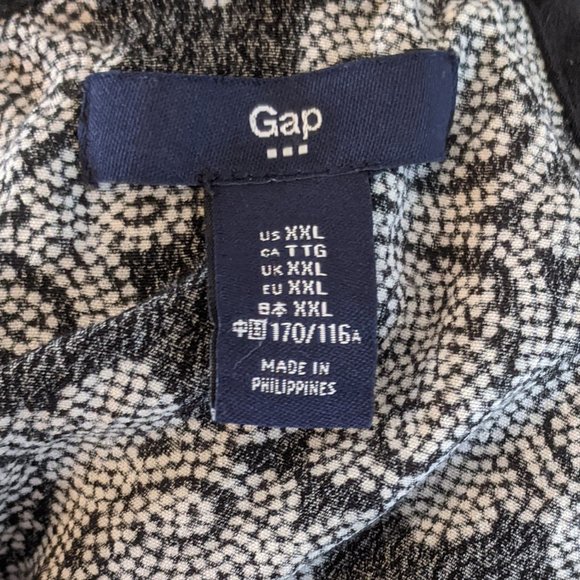 Gap
US XXL
CA TTG
UK XXL
EU XXL
日本 XXL
中国 170/116A
MADE IN
PHILIPPINES